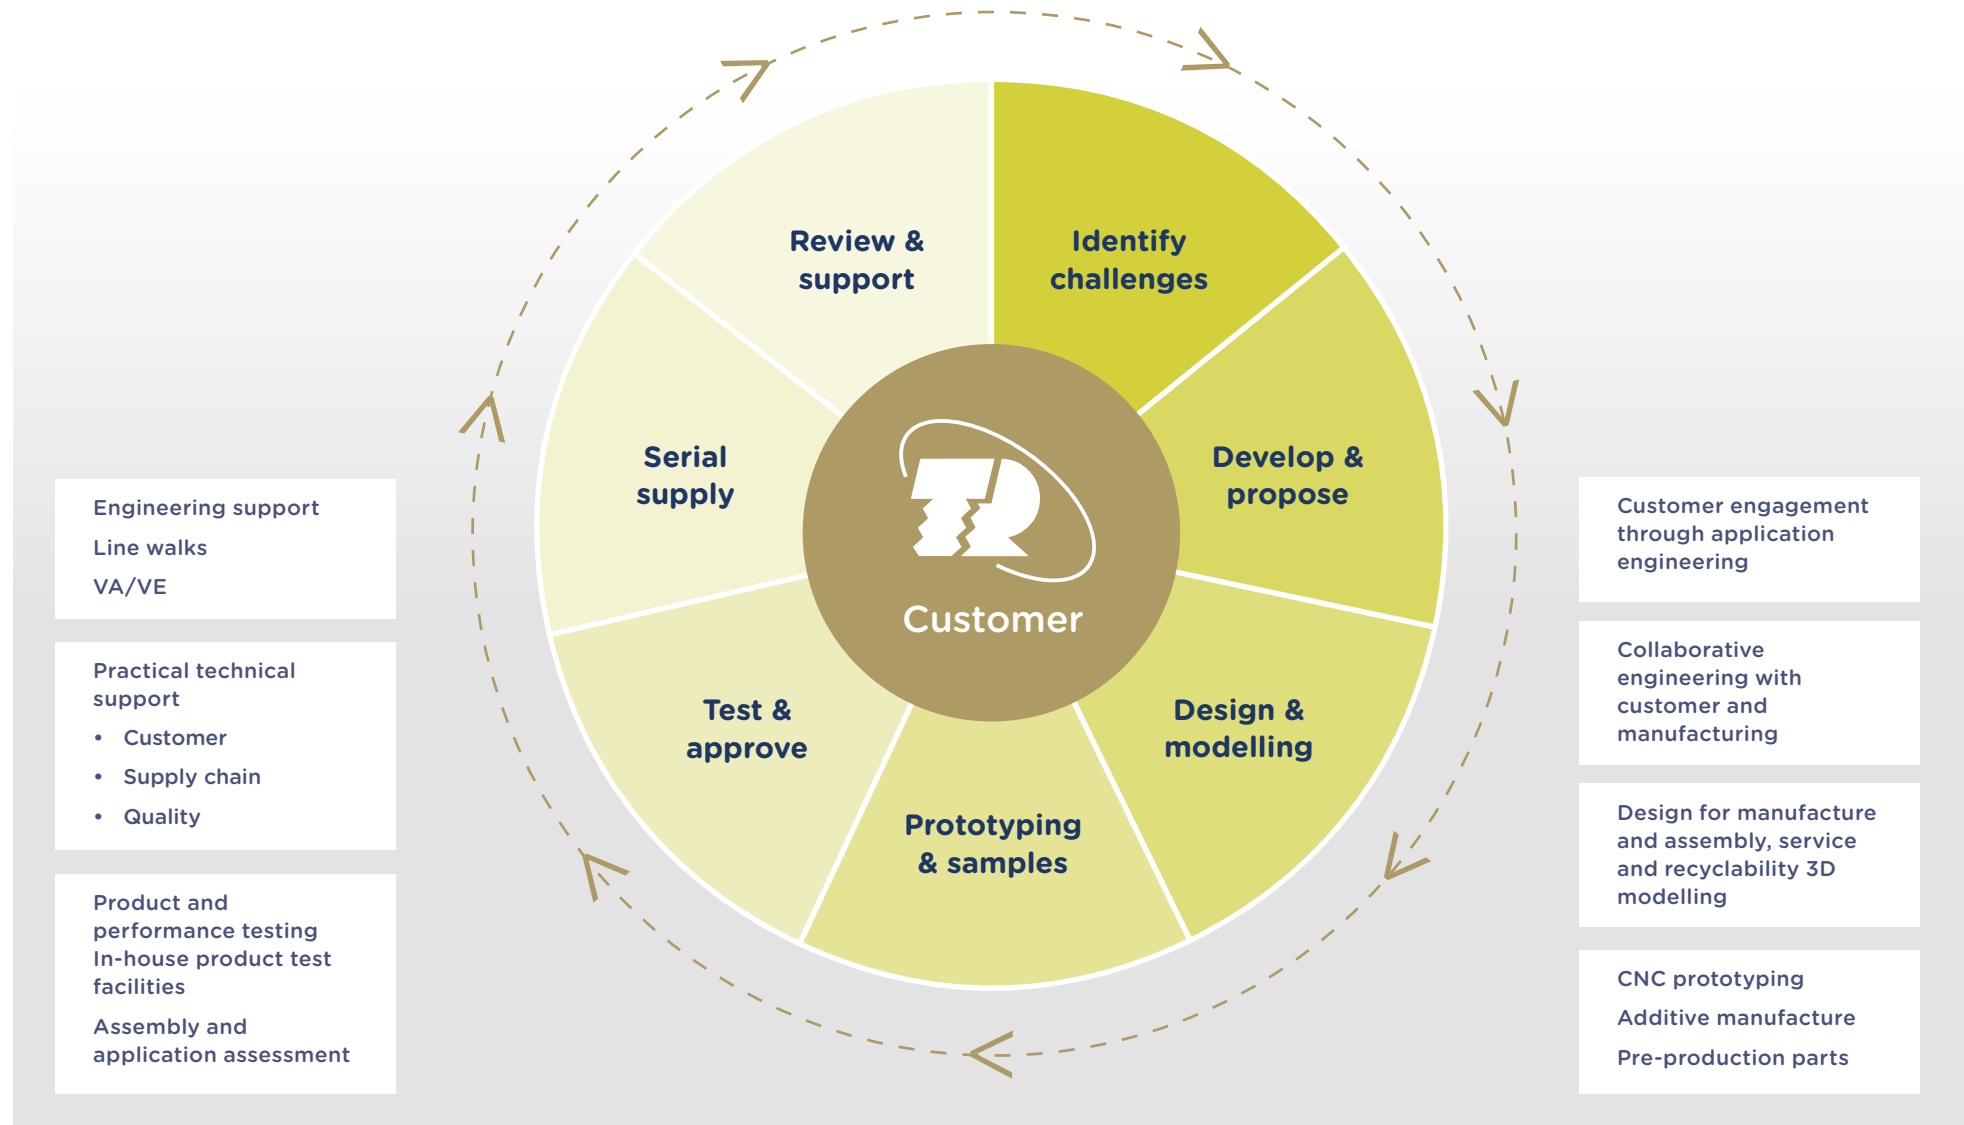 Review &
support
Identify
challenges
Serial
supply
Develop &
propose
TR
Customer
Test &
approve
Design &
modelling
Prototyping
& samples
Engineering support
Line walks
VA/VE
Practical technical
support
• Customer
• Supply chain
• Quality
Product and
performance testing
In-house product test
facilities
Assembly and
application assessment
Customer engagement
through application
engineering
Collaborative
engineering with
customer and
manufacturing
Design for manufacture
and assembly, service
and recyclability 3D
modelling
CNC prototyping
Additive manufacture
Pre-production parts